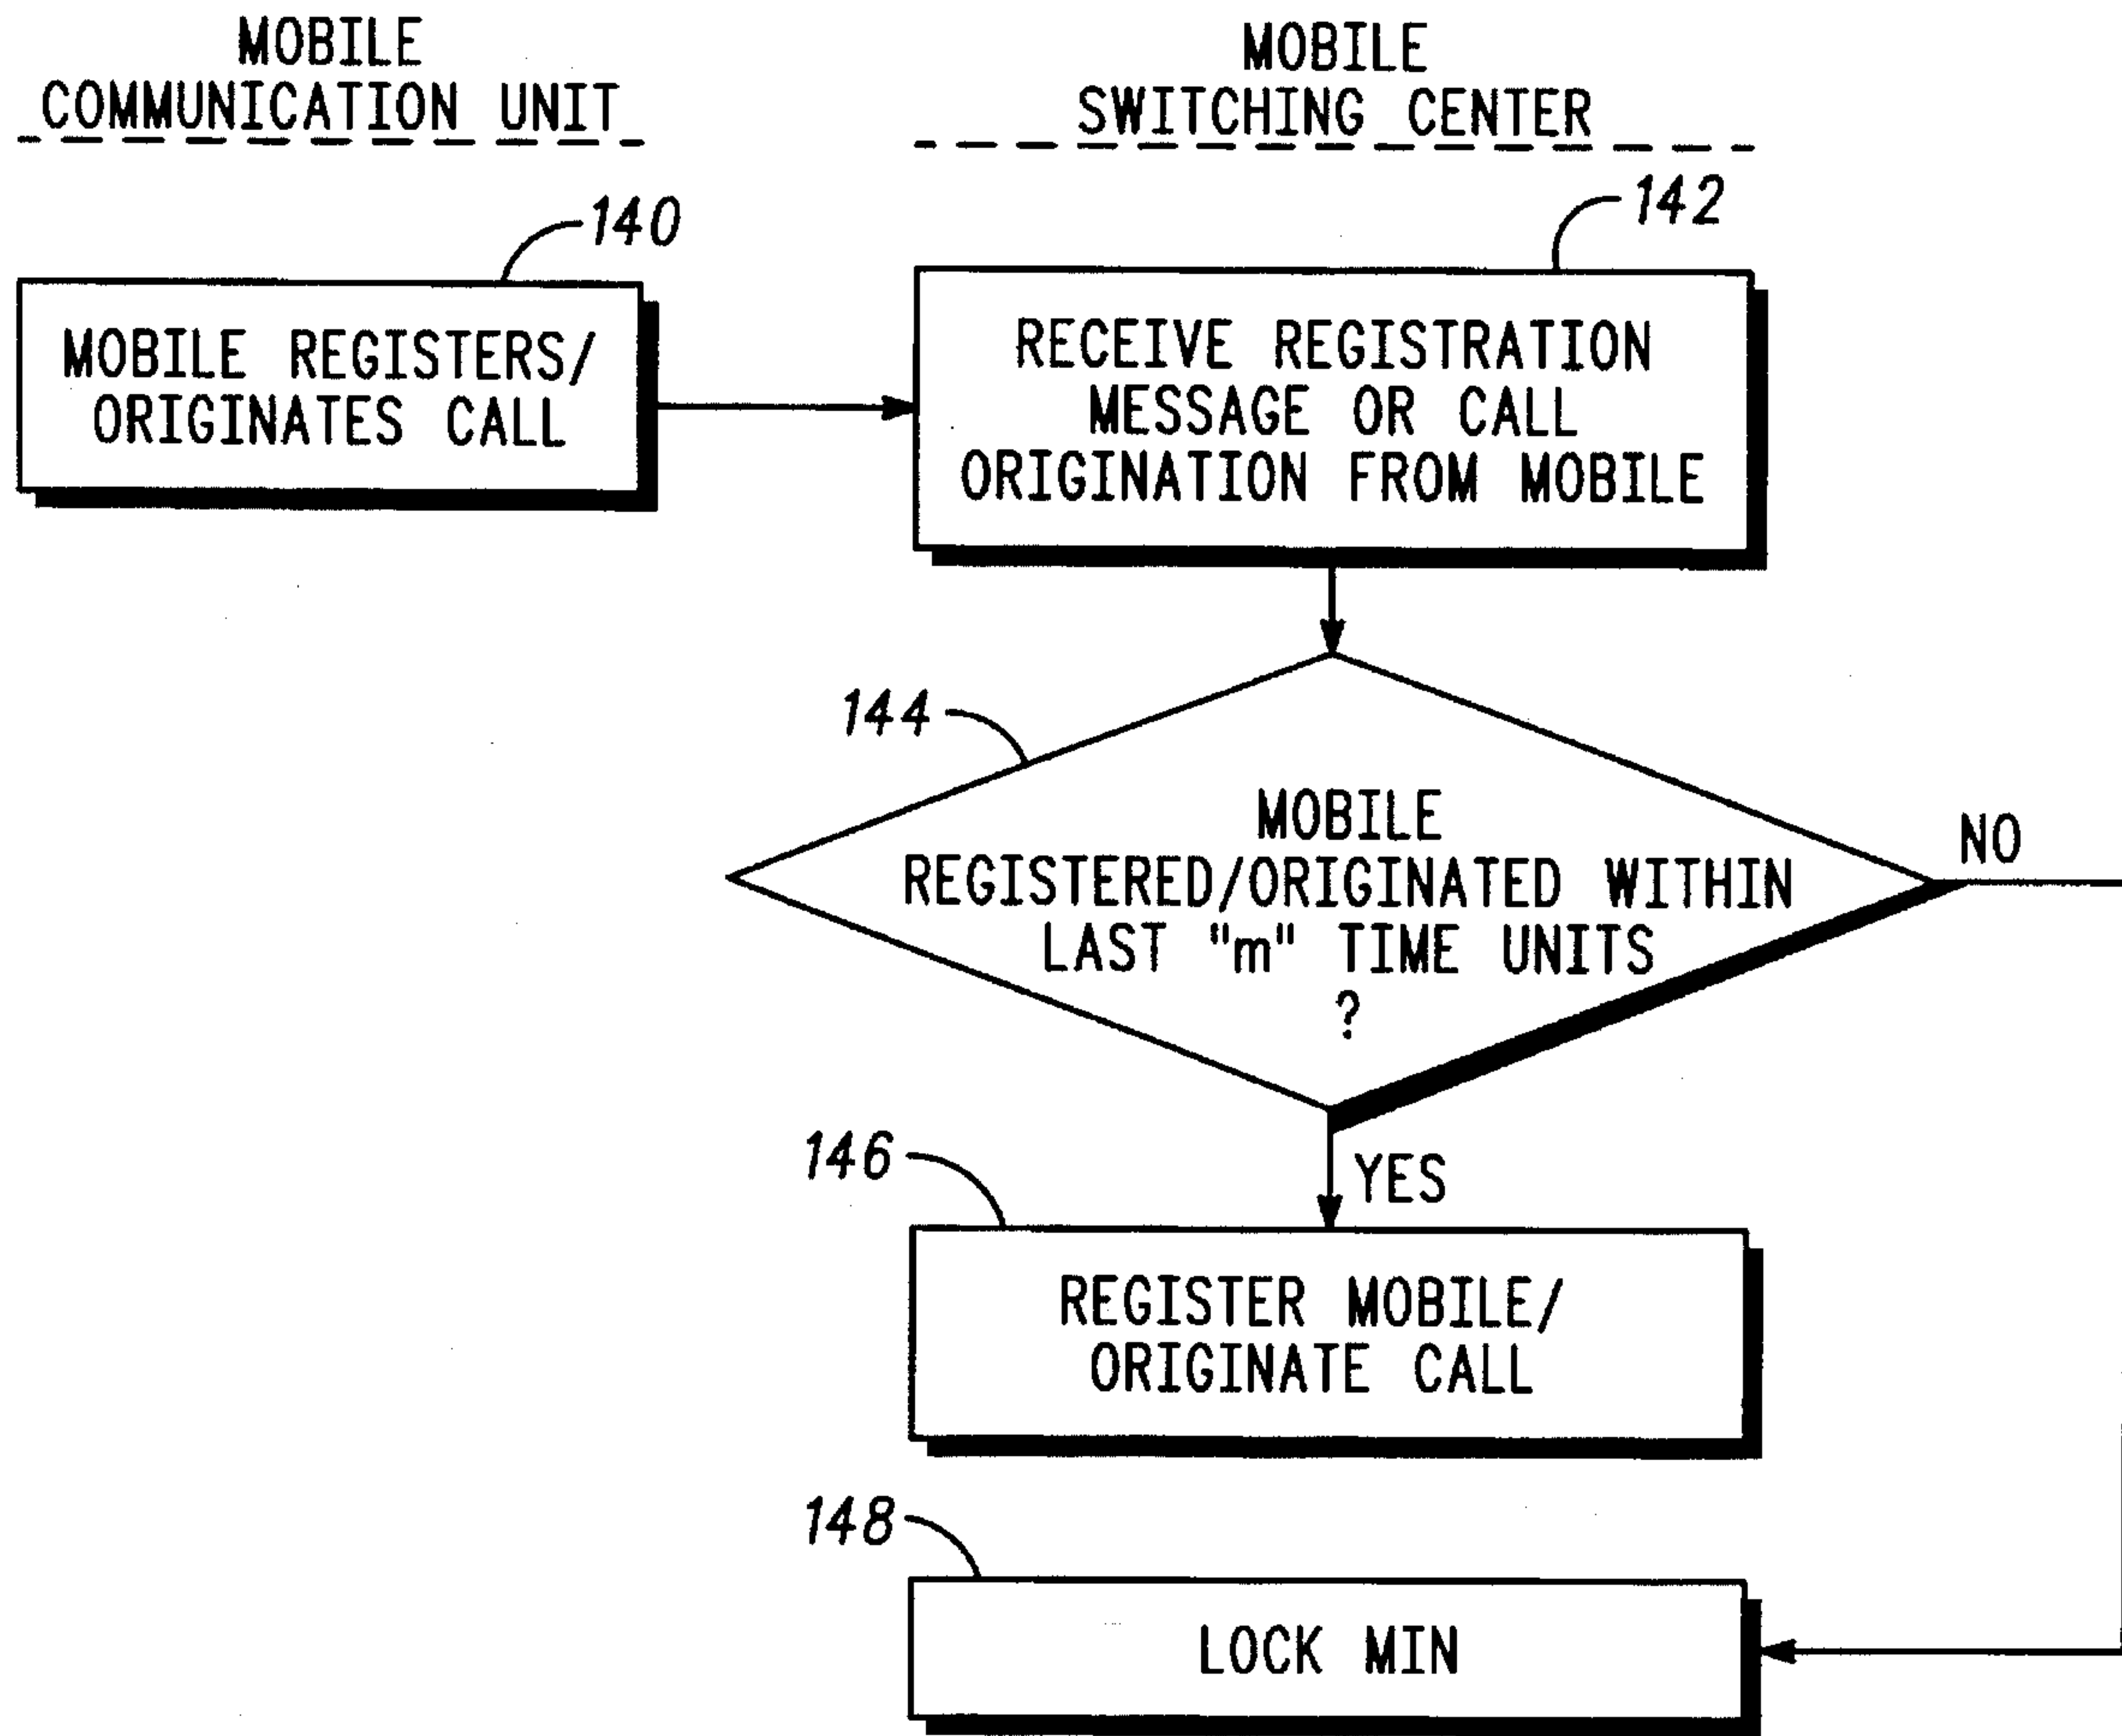 MOBILE
COMMUNICATION UNIT
MOBILE
SWITCHING CENTER
140
142
MOBILE REGISTERS/
ORIGINATES CALL
RECEIVE REGISTRATION
MESSAGE OR CALL
ORIGINATION FROM MOBILE
144
MOBILE
REGISTERED/ORIGINATED WITHIN
LAST "m" TIME UNITS
?
NO
146
YES
REGISTER MOBILE/
ORIGINATE CALL
148
LOCK MIN